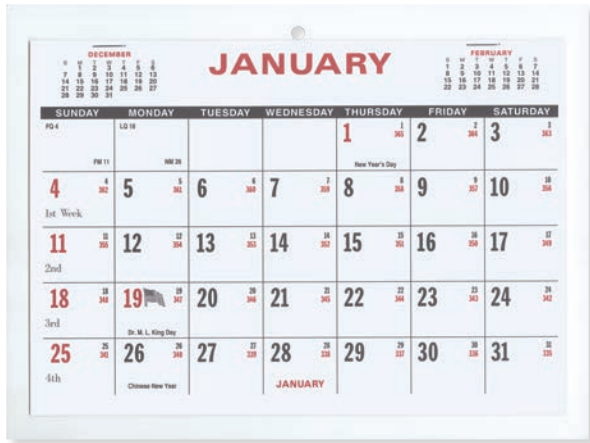 JANUARY
DECEMBER
S M T W T F S
1 2 3 4 5 6
7 8 9 10 11 12 13
14 15 16 17 18 19 20
21 22 23 24 25 26 27
28 29 30 31
FEBRUARY
S M T W T F S
1 2 3 4 5 6 7
8 9 10 11 12 13 14
15 16 17 18 19 20 21
22 23 24 25 26 27 28
SUNDAY MONDAY TUESDAY WEDNESDAY THURSDAY FRIDAY SATURDAY
FQ 4 LQ 18 1 1 365 2 2 364 3 3 363
FM 11 NM 26 New Year's Day
4 4 362 5 5 361 6 6 360 7 7 359 8 8 358 9 9 357 10 10 356
1st Week
11 11 355 12 12 354 13 13 353 14 14 352 15 15 351 16 16 350 17 17 349
2nd
18 18 348 19 19 347 20 20 346 21 21 345 22 22 344 23 23 343 24 24 342
3rd Dr. M. L. King Day
25 25 341 26 26 340 27 27 339 28 28 338 29 29 337 30 30 336 31 31 335
4th Chinese New Year JANUARY